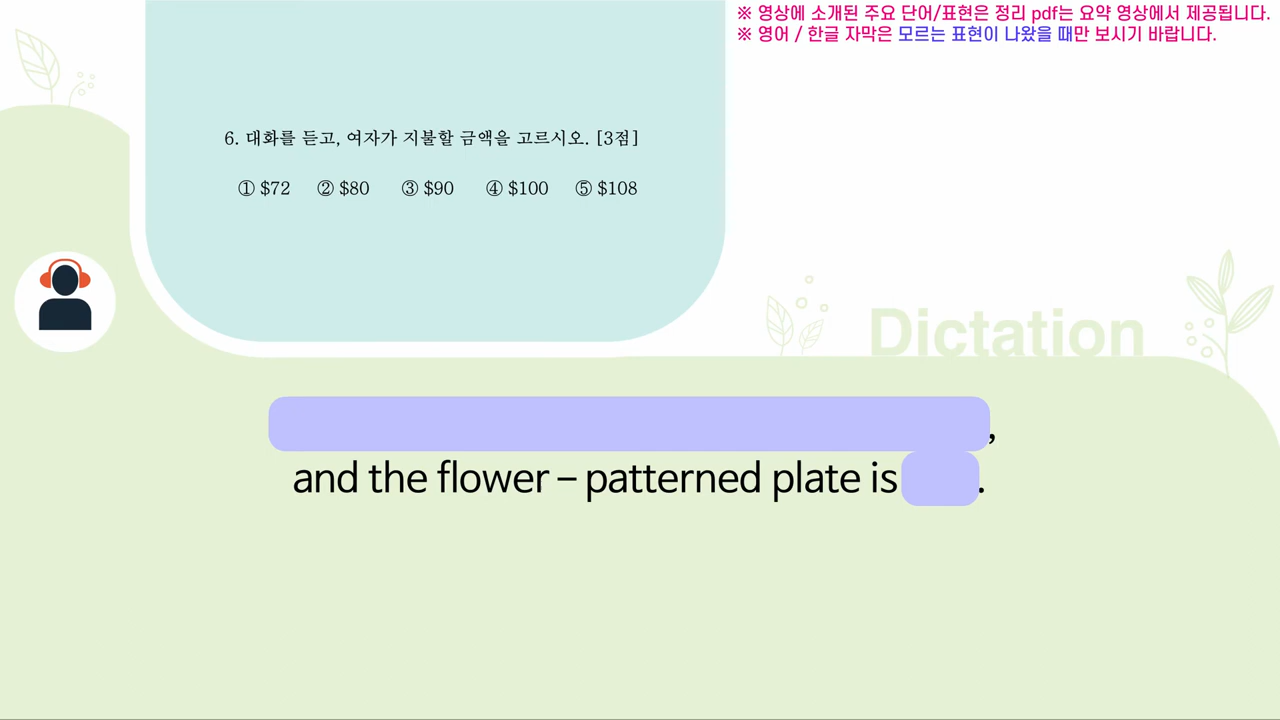 ※ 영상에 소개된 주요 단어/표현은 정리 pdf는 요약 영상에서 제공됩니다.
※ 영어 / 한글 자막은 모르는 표현이 나왔을 때만 보시기 바랍니다.
6. 대화를 듣고, 여자가 지불할 금액을 고르시오. [3점]
① $72 ② $80 ③ $90 ④ $100 ⑤ $108
Dictation
,
and the flower – patterned plate is .